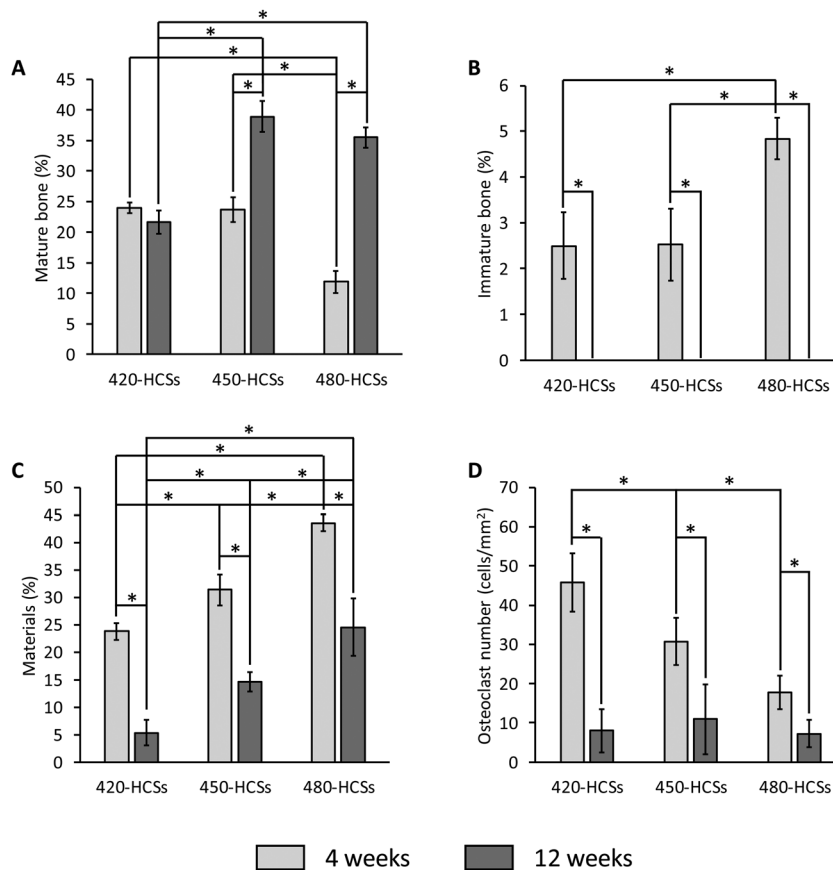 A
Mature bone (%)
45
40
35
30
25
20
15
10
5
0
* * * * * *
420-HCSs 450-HCSs 480-HCSs
B
Immature bone (%)
6
5
4
3
2
1
0
* * * * *
420-HCSs 450-HCSs 480-HCSs
C
Materials (%)
50
45
40
35
30
25
20
15
10
5
0
* * * * * * * * *
420-HCSs 450-HCSs 480-HCSs
D
Osteoclast number (cells/mm²)
70
60
50
40
30
20
10
0
* * * * *
420-HCSs 450-HCSs 480-HCSs
4 weeks 12 weeks